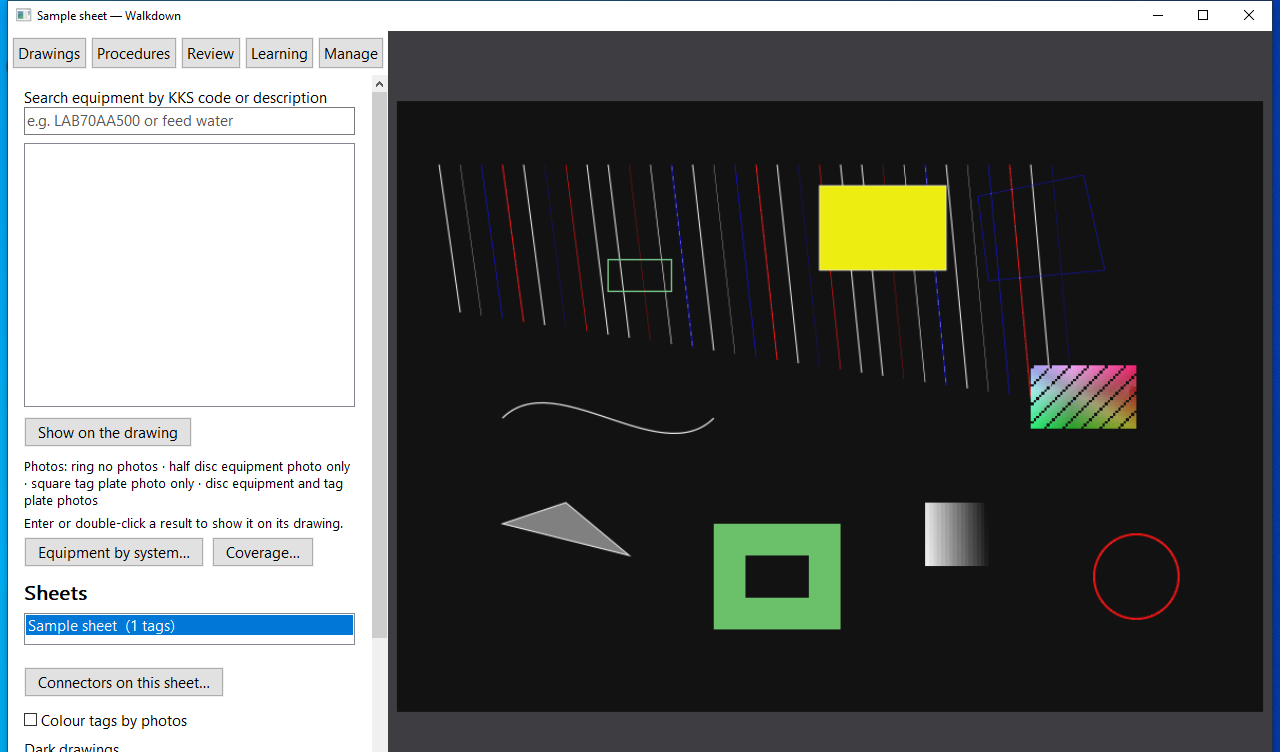 Sample sheet — Walkdown
Drawings Procedures Review Learning Manage
Search equipment by KKS code or description
e.g. LAB70AA500 or feed water
Show on the drawing
Photos: ring no photos · half disc equipment photo only
· square tag plate photo only · disc equipment and tag
plate photos
Enter or double-click a result to show it on its drawing.
Equipment by system... Coverage...
Sheets
Sample sheet (1 tags)
Connectors on this sheet...
Colour tags by photos
Dark drawings